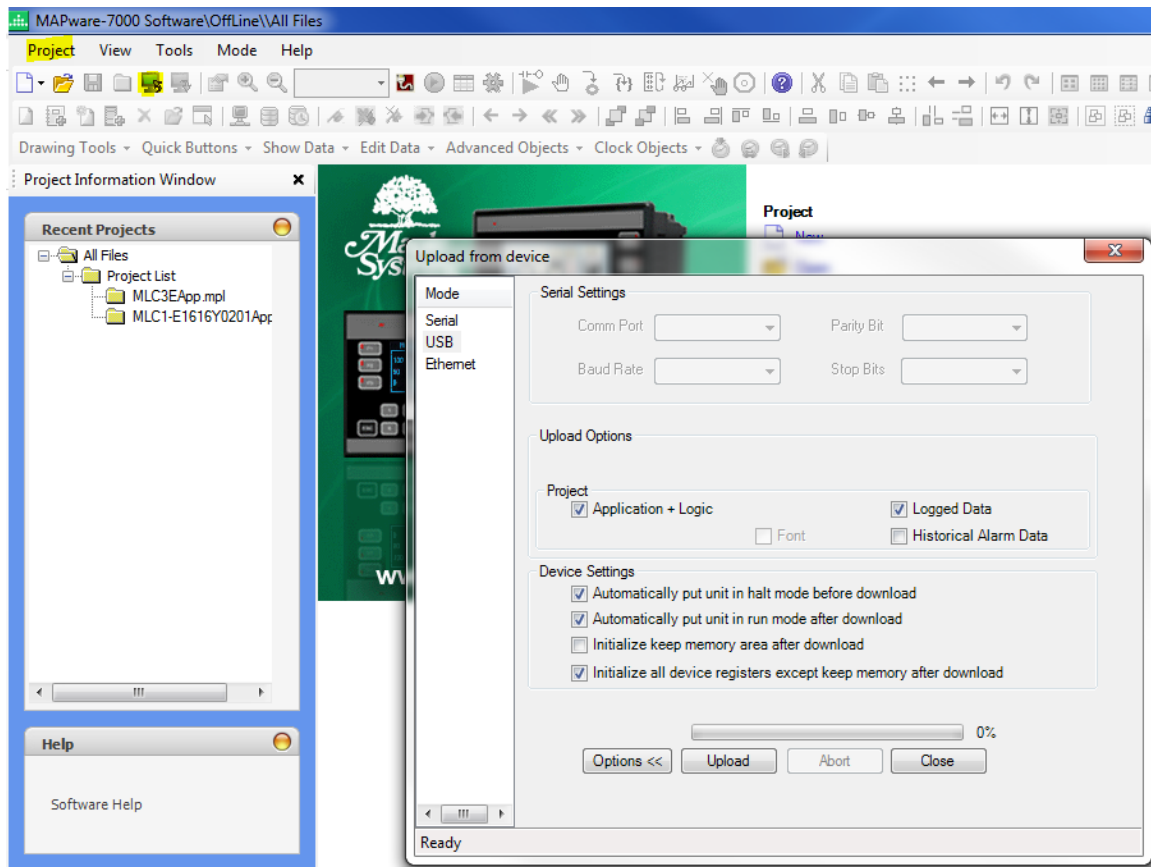 MAPware-7000 Software\OffLine\\All Files
Project View Tools Mode Help
Drawing Tools Quick Buttons Show Data Edit Data Advanced Objects Clock Objects
Project Information Window
Recent Projects
All Files
Project List
MLC3EApp.mpl
MLC1-E1616Y0201App
Help
Software Help
Project
Upload from device
Mode
Serial
USB
Ethernet
Serial Settings
Comm Port Parity Bit
Baud Rate Stop Bits
Upload Options
Project
Application + Logic Logged Data
Font Historical Alarm Data
Device Settings
Automatically put unit in halt mode before download
Automatically put unit in run mode after download
Initialize keep memory area after download
Initialize all device registers except keep memory after download
0%
Options << Upload Abort Close
Ready